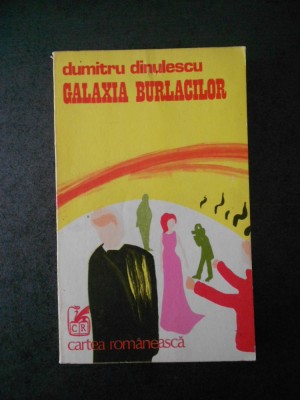 dumitru dinulescu
GALAXIA BURLACILOR
CR
cartea românească